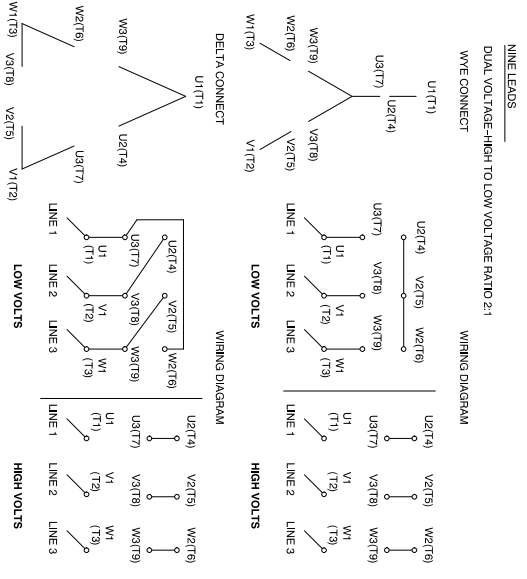 NINE LEADS
DUAL VOLTAGE–HIGH TO LOW VOLTAGE RATIO 2:1
WYE CONNECT
WIRING DIAGRAM
U1(T1)
U3(T7)
U2(T4)
W3(T9)
W2(T6)
W1(T3)
V3(T8)
V2(T5)
V1(T2)
U2(T4)
V2(T5)
W2(T6)
U3(T7)
V3(T8)
W3(T9)
U1
(T1)
V1
(T2)
W1
(T3)
LINE 1
LINE 2
LINE 3
LOW VOLTS
U2(T4)
V2(T5)
W2(T6)
U3(T7)
V3(T8)
W3(T9)
U1
(T1)
V1
(T2)
W1
(T3)
LINE 1
LINE 2
LINE 3
HIGH VOLTS
DELTA CONNECT
WIRING DIAGRAM
U1(T1)
W3(T9)
U2(T4)
W2(T6)
U3(T7)
W1(T3)
V3(T8)
V2(T5)
V1(T2)
U2(T4)
V2(T5)
W2(T6)
U3(T7)
V3(T8)
W3(T9)
U1
(T1)
V1
(T2)
W1
(T3)
LINE 1
LINE 2
LINE 3
LOW VOLTS
U2(T4)
V2(T5)
W2(T6)
U3(T7)
V3(T8)
W3(T9)
U1
(T1)
V1
(T2)
W1
(T3)
LINE 1
LINE 2
LINE 3
HIGH VOLTS